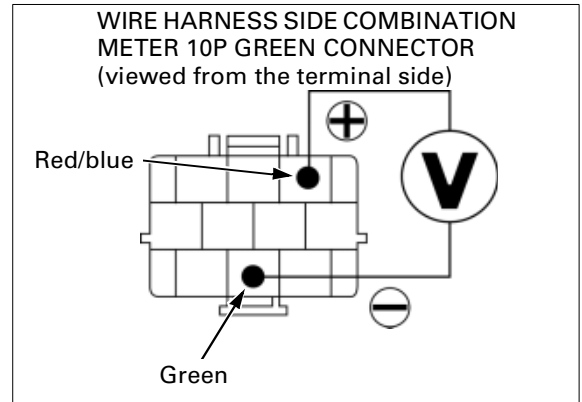 WIRE HARNESS SIDE COMBINATION
METER 10P GREEN CONNECTOR
(viewed from the terminal side)
+
Red/blue
V
−
Green